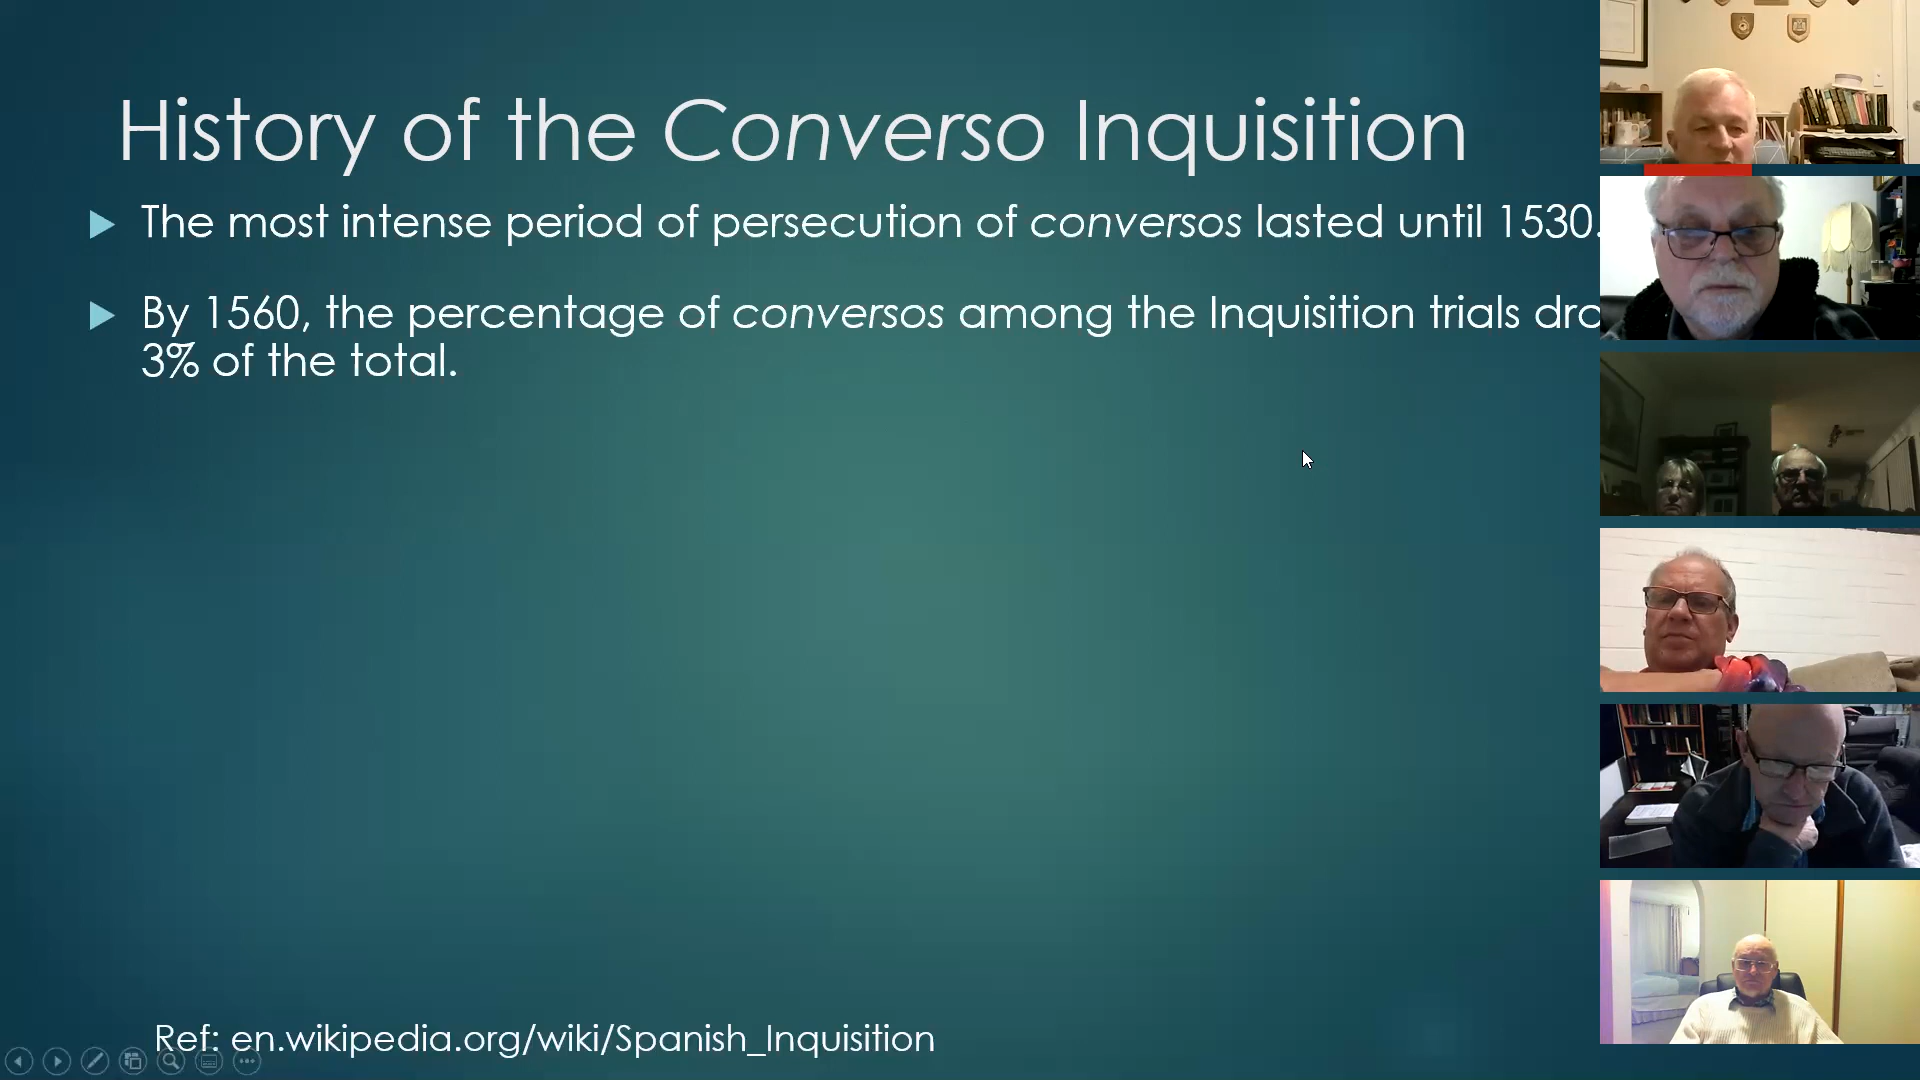 History of the Converso Inquisition
The most intense period of persecution of conversos lasted until 1530.
By 1560, the percentage of conversos among the Inquisition trials
3% of the total.
Ref: en.wikipedia.org/wiki/Spanish_Inquisition